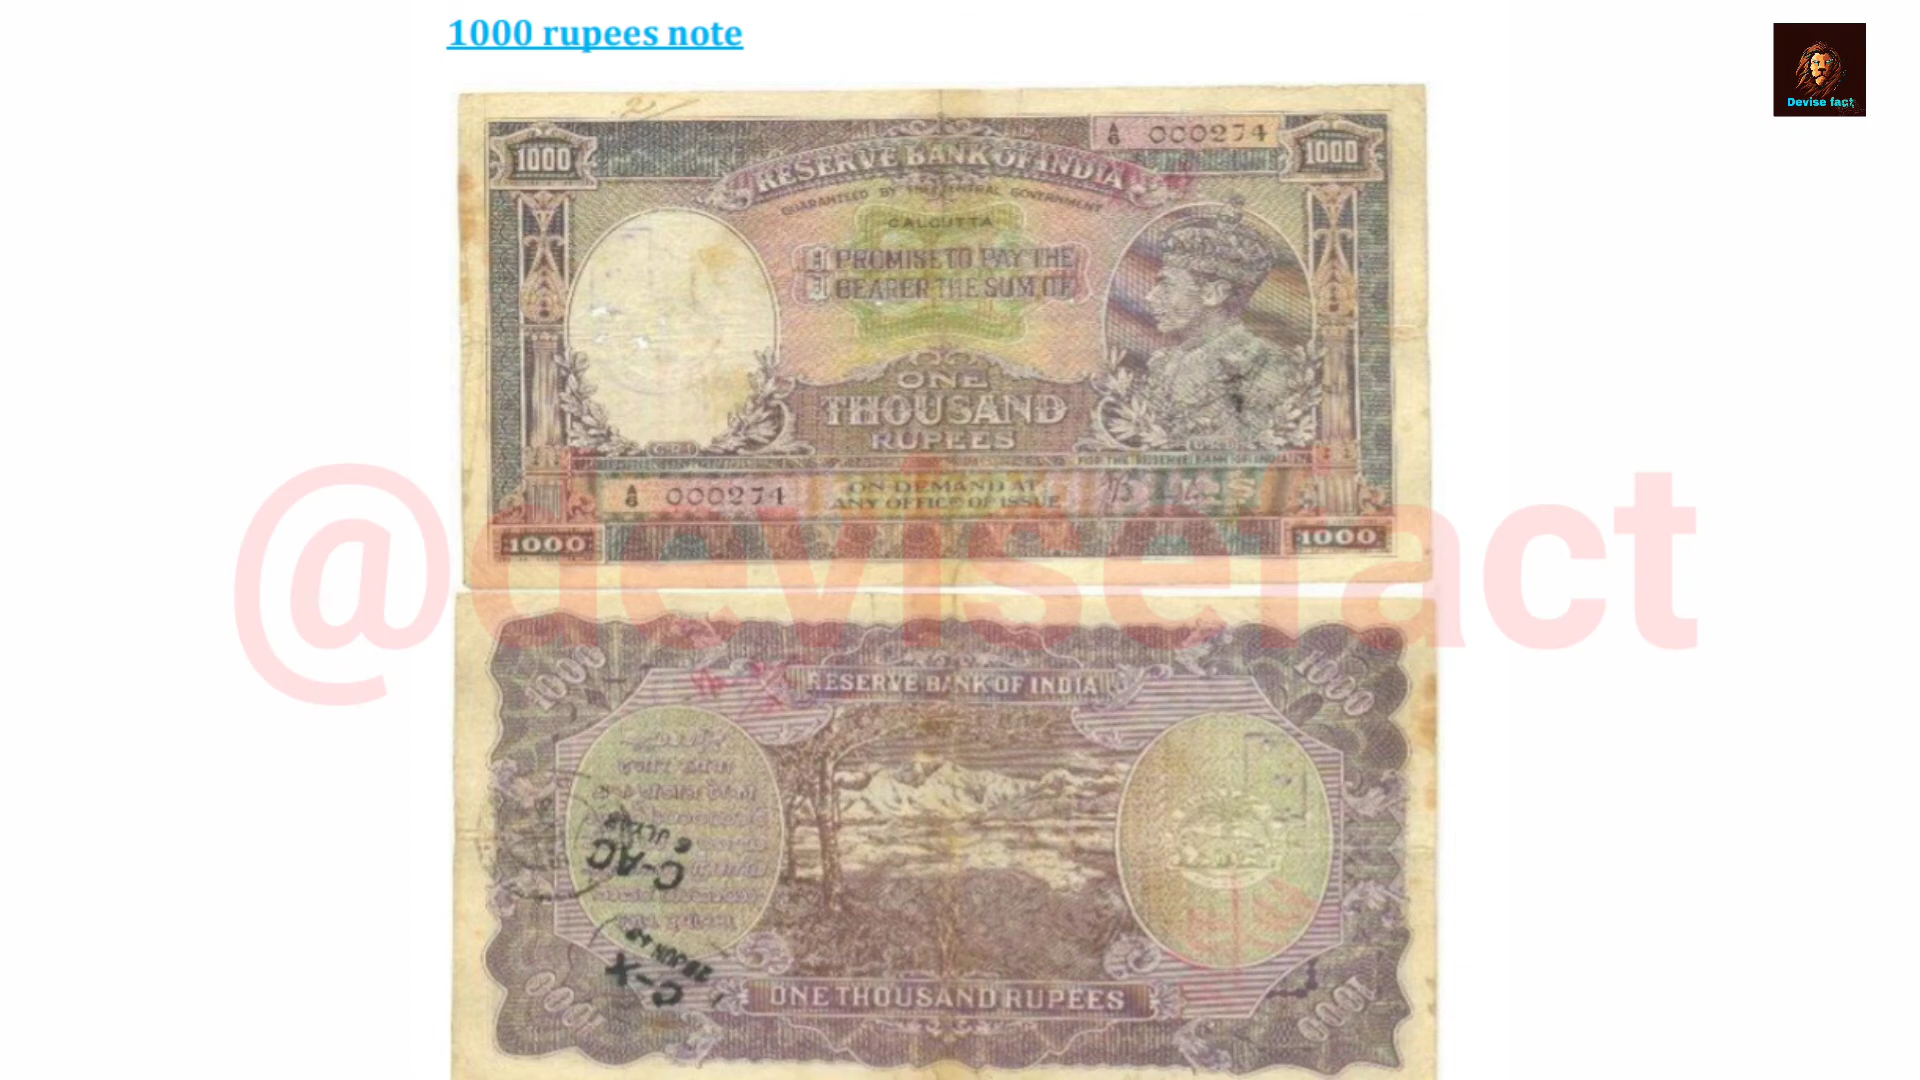 1000 rupees note
Devise fact
A
6 000274
1000
1000
RESERVE BANK OF INDIA
GUARANTEED BY THE CENTRAL GOVERNMENT
CALCUTTA
I PROMISE TO PAY THE
BEARER THE SUM OF
ONE
THOUSAND
RUPEES
FOR THE RESERVE BANK OF INDIA
A
6 000274
ON DEMAND AT
ANY OFFICE OF ISSUE
1000
1000
@devisefact
1000
1000
RESERVE BANK OF INDIA
C-AC
C-X
ONE THOUSAND RUPEES
1000
1000